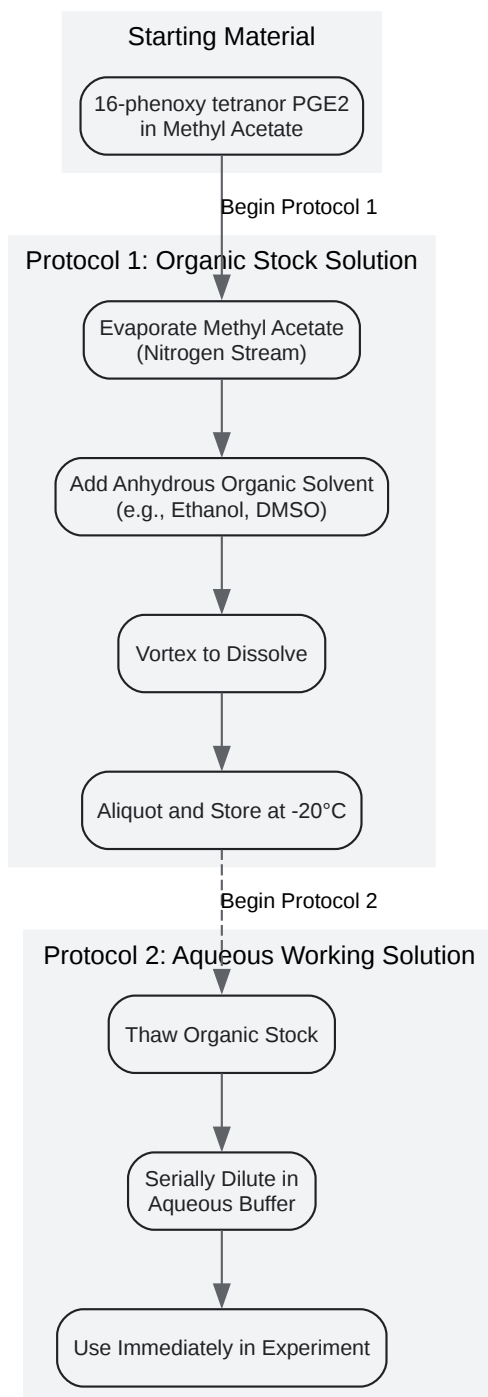 Starting Material
16-phenoxy tetranor PGE2
in Methyl Acetate
Begin Protocol 1
Protocol 1: Organic Stock Solution
Evaporate Methyl Acetate
(Nitrogen Stream)
Add Anhydrous Organic Solvent
(e.g., Ethanol, DMSO)
Vortex to Dissolve
Aliquot and Store at -20°C
Begin Protocol 2
Protocol 2: Aqueous Working Solution
Thaw Organic Stock
Serially Dilute in
Aqueous Buffer
Use Immediately in Experiment